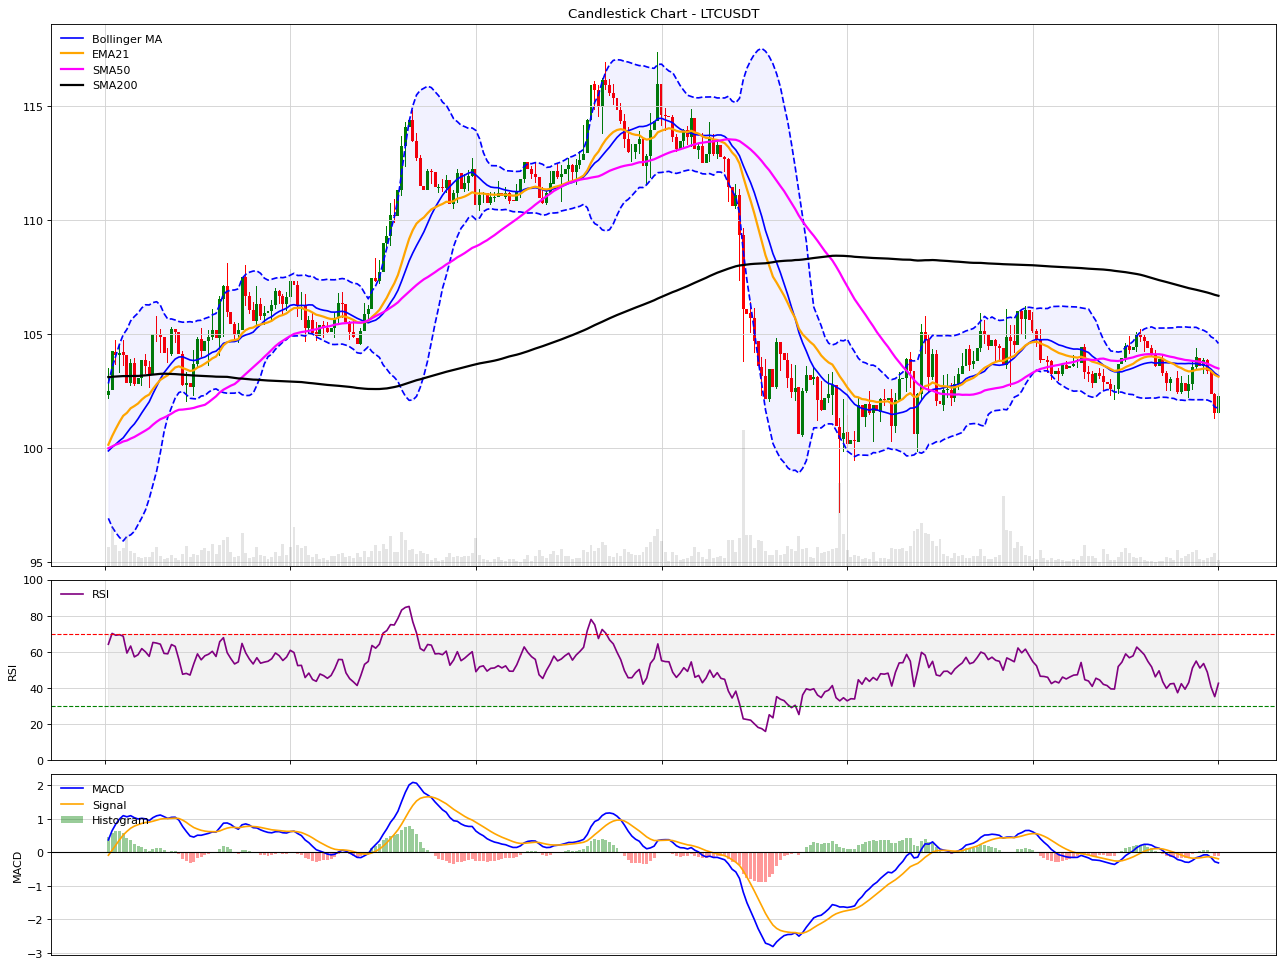 Candlestick Chart - LTCUSDT
Bollinger MA
EMA21
SMA50
SMA200
115
110
105
100
95
100
80
60
40
20
0
RSI
RSI
2
1
0
−1
−2
−3
MACD
MACD
Signal
Histogram